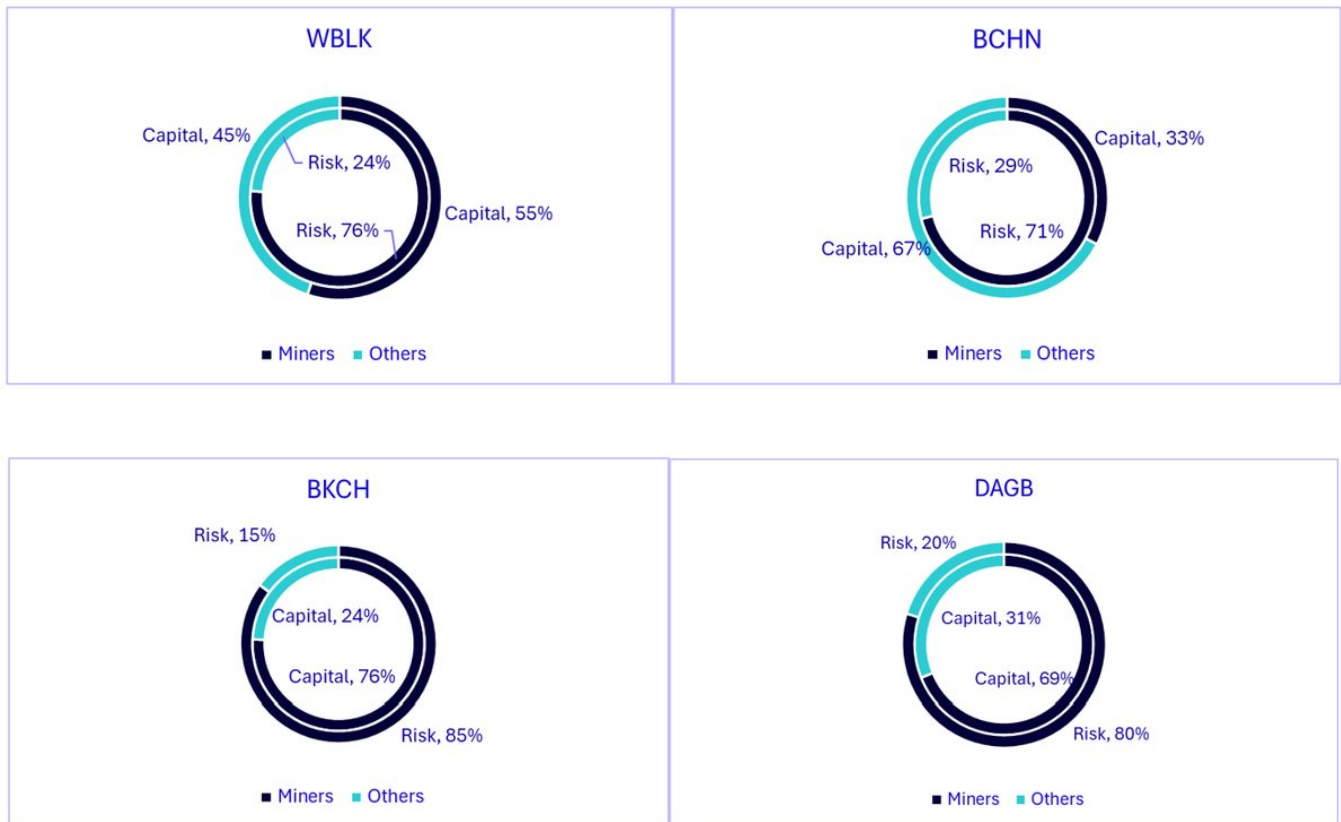 WBLK
Capital, 45%
Risk, 24%
Risk, 76%
Capital, 55%
Miners Others
BCHN
Capital, 33%
Risk, 29%
Risk, 71%
Capital, 67%
Miners Others
BKCH
Risk, 15%
Capital, 24%
Capital, 76%
Risk, 85%
Miners Others
DAGB
Risk, 20%
Capital, 31%
Capital, 69%
Risk, 80%
Miners Others